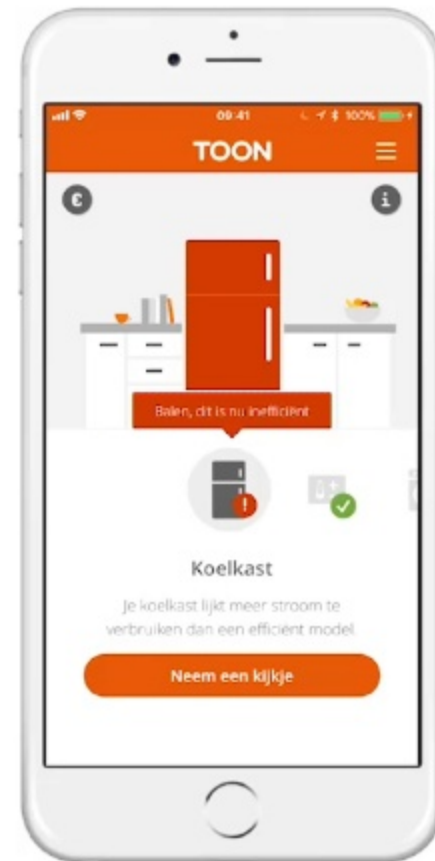 09:41
100%
TOON
€
i
Balen, dit is nu inefficiënt
!
Koelkast
Je koelkast lijkt meer stroom te
verbruiken dan een efficiënt model.
Neem een kijkje